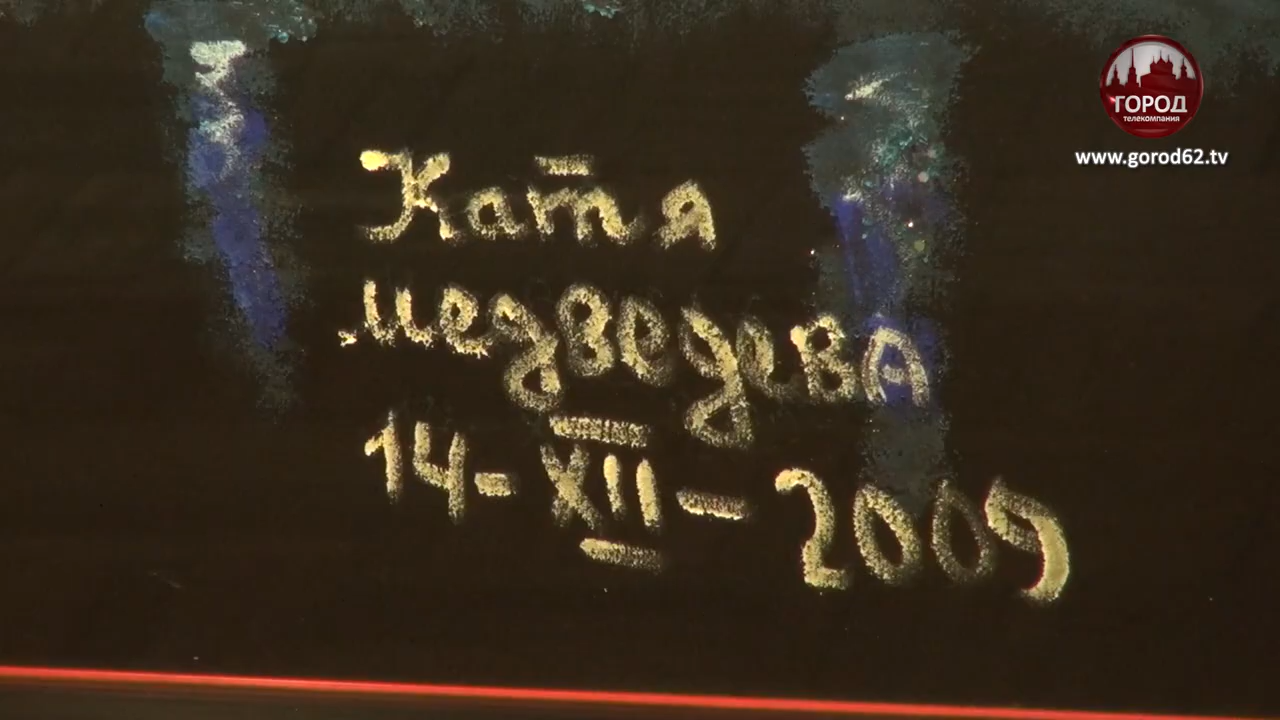 ГОРОД
телекомпания
www.gorod62.tv
Катя
медведевА
14-XII-2009